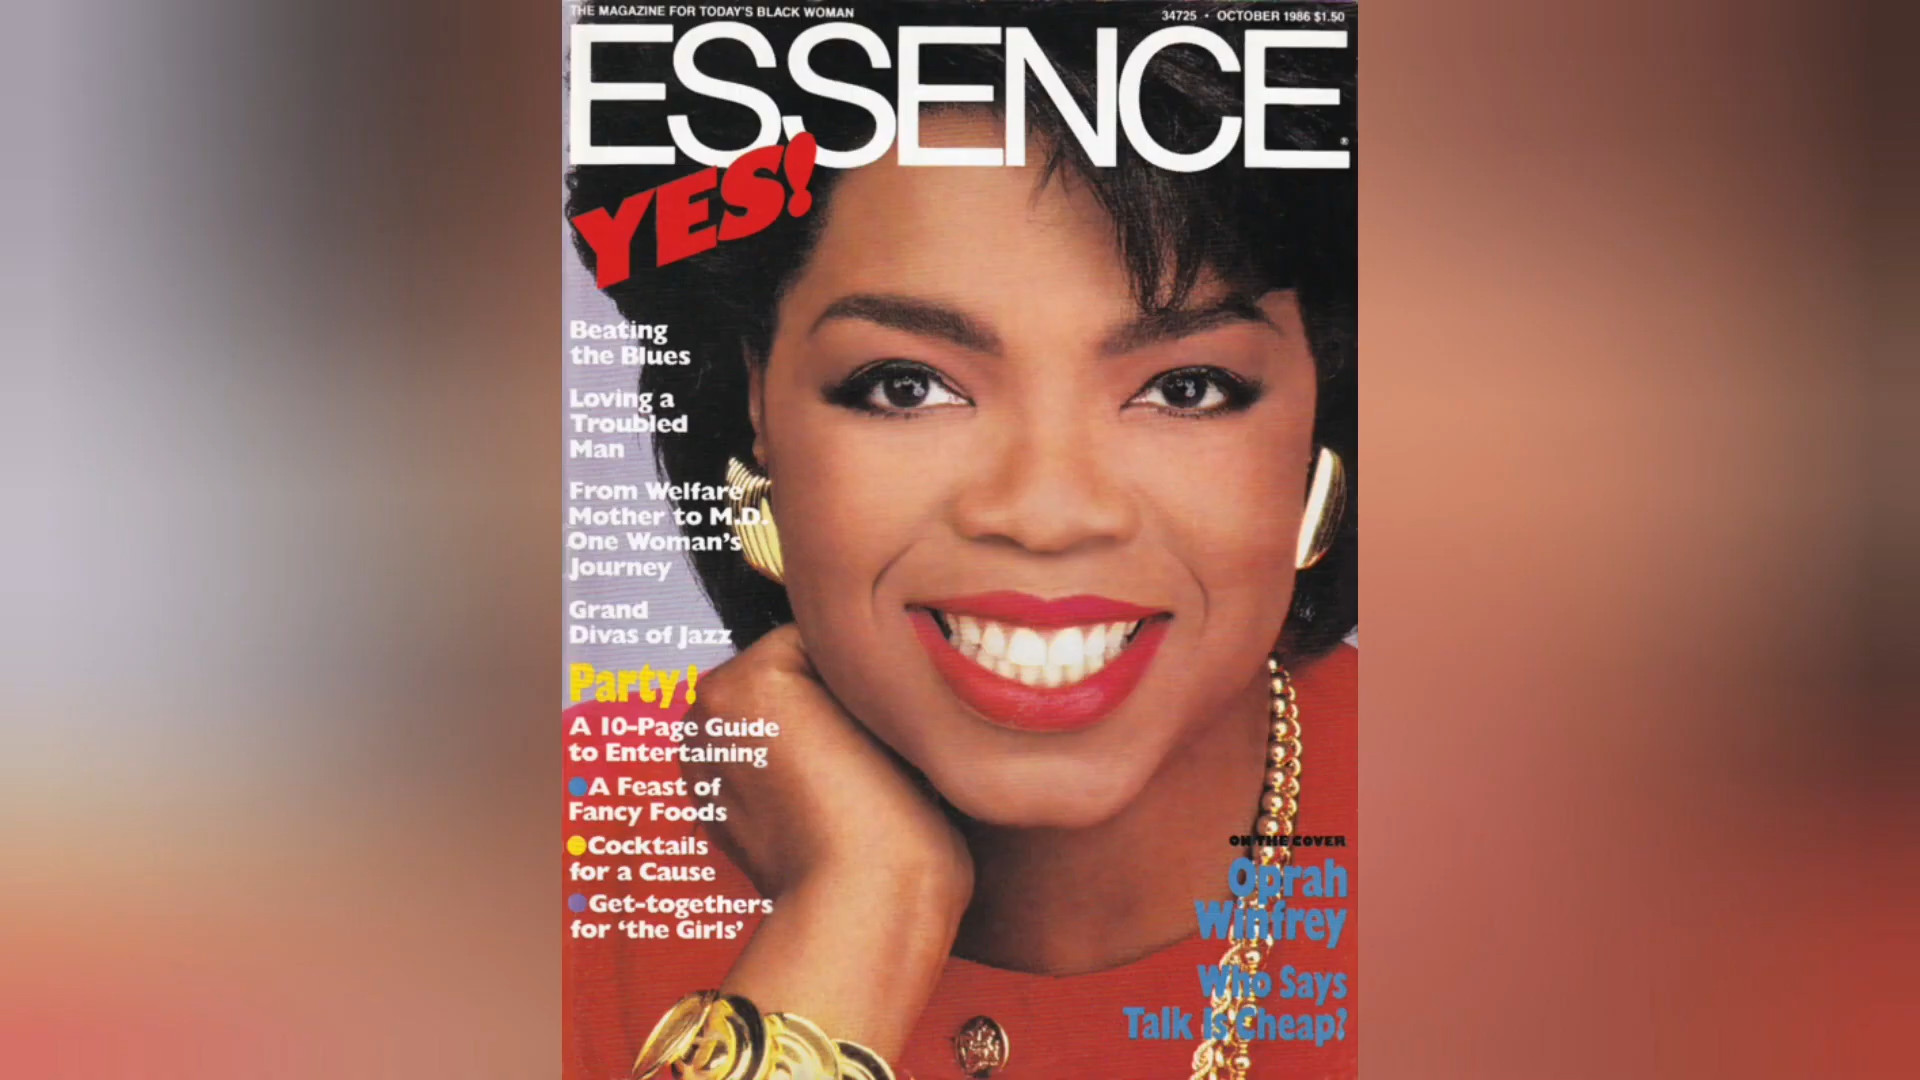 THE MAGAZINE FOR TODAY'S BLACK WOMAN
34725 • OCTOBER 1986 $1.50
ESSENCE®
YES!
Beating
the Blues
Loving a
Troubled
Man
From Welfare
Mother to M.D.
One Woman's
Journey
Grand
Divas of Jazz
Party!
A 10-Page Guide
to Entertaining
A Feast of
Fancy Foods
Cocktails
for a Cause
Get-togethers
for 'the Girls'
ON THE COVER
Oprah
Winfrey
Who Says
Talk Is Cheap?